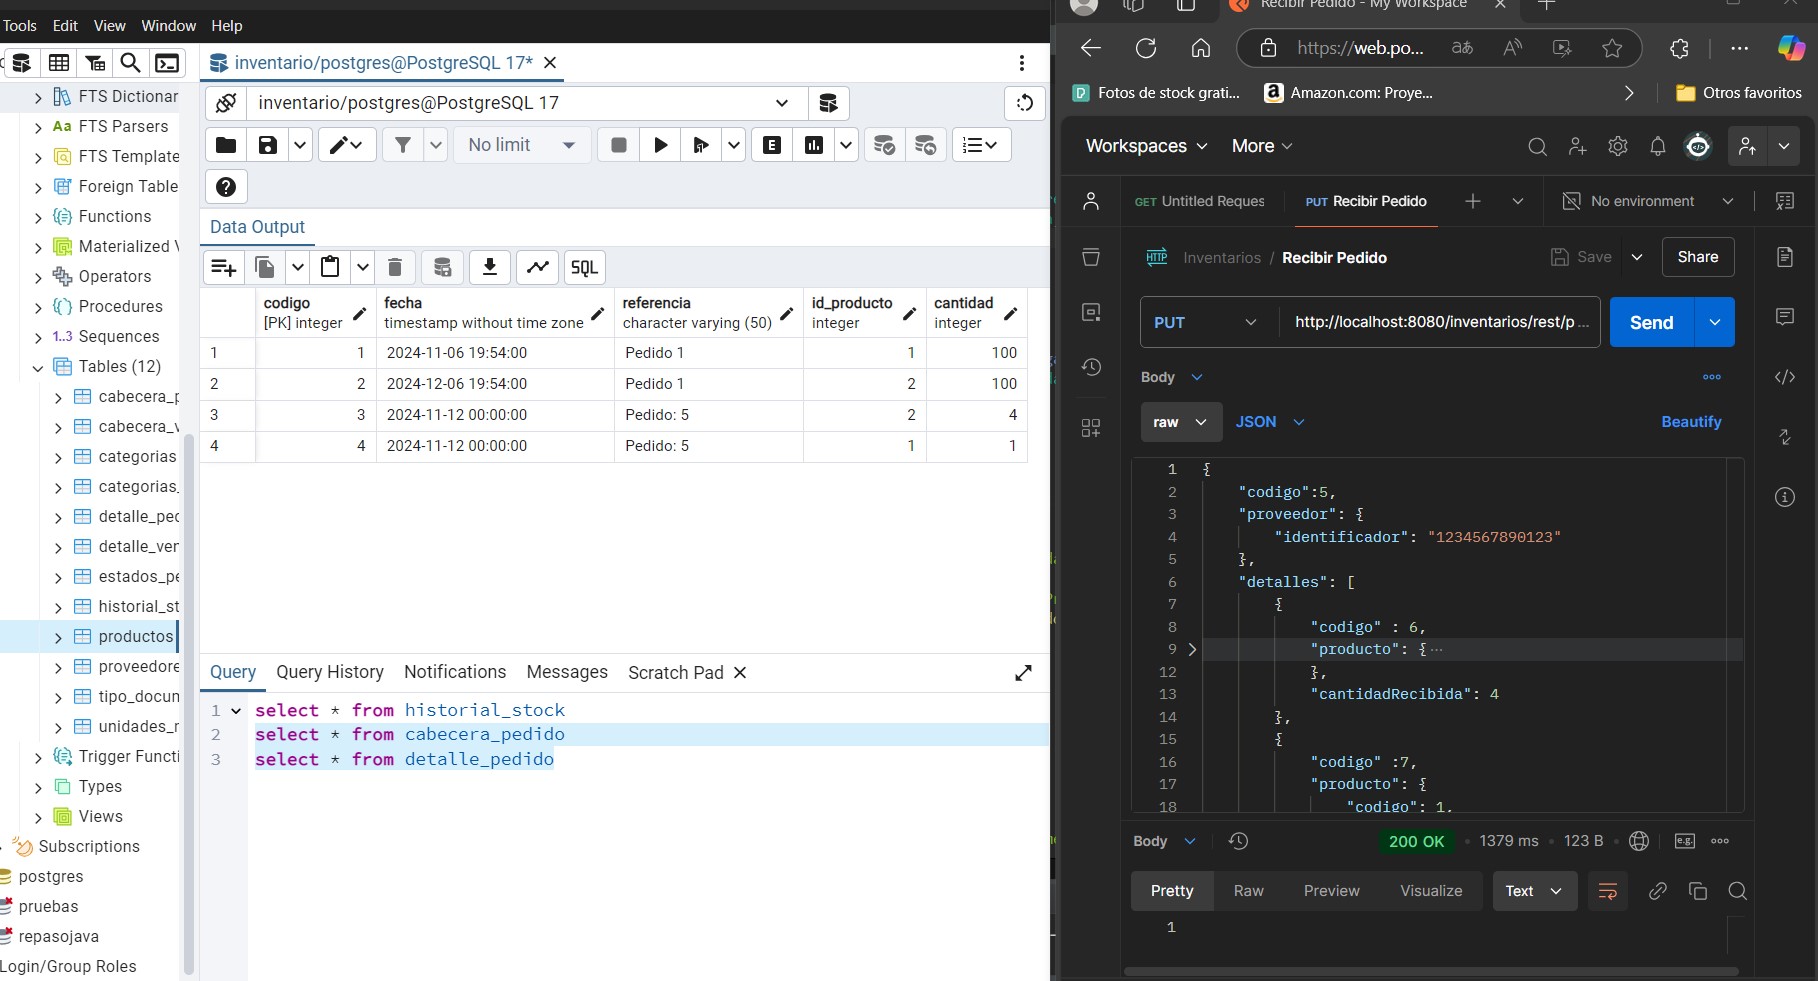 Tools Edit View Window Help
FTS Dictionar
FTS Parsers
FTS Template
Foreign Table
Functions
Materialized V
Operators
Procedures
Sequences
Tables (12)
cabecera_p
cabecera_v
categorias
categorias_
detalle_ped
detalle_ver
estados_pe
historial_st
productos
proveedore
tipo_docun
unidades_r
Trigger Functi
Types
Views
Subscriptions
postgres
pruebas
repasojava
Login/Group Roles
inventario/postgres@PostgreSQL 17*
inventario/postgres@PostgreSQL 17
No limit
E
Data Output
SQL
codigo fecha referencia id_producto cantidad
[PK] integer timestamp without time zone character varying (50) integer integer
1 1 2024-11-06 19:54:00 Pedido 1 1 100
2 2 2024-12-06 19:54:00 Pedido 1 2 100
3 3 2024-11-12 00:00:00 Pedido: 5 2 4
4 4 2024-11-12 00:00:00 Pedido: 5 1 1
Query Query History Notifications Messages Scratch Pad
1 select * from historial_stock
2 select * from cabecera_pedido
3 select * from detalle_pedido
Recibir Pedido - My Workspace
https://web.po...
Fotos de stock grati... Amazon.com: Proye... Otros favoritos
Workspaces More
GET Untitled Reques PUT Recibir Pedido No environment
HTTP Inventarios / Recibir Pedido Save Share
PUT http://localhost:8080/inventarios/rest/p ... Send
Body
raw JSON Beautify
1 {
2 "codigo":5,
3 "proveedor": {
4 "identificador": "1234567890123"
5 },
6 "detalles": [
7 {
8 "codigo" : 6,
9 "producto": { ...
12 },
13 "cantidadRecibida": 4
14 },
15 {
16 "codigo" :7,
17 "producto": {
18 "codigo": 1,
Body 200 OK 1379 ms 123 B e.g.
Pretty Raw Preview Visualize Text
1